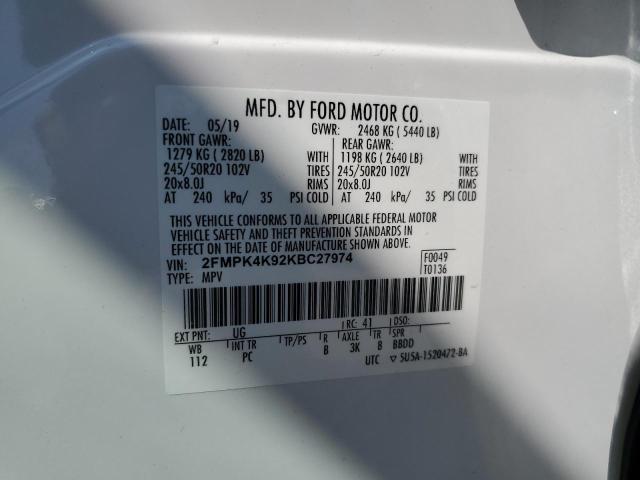 MFD. BY FORD MOTOR CO.
DATE: 05/19 GVWR: 2468 KG ( 5440 LB)
FRONT GAWR: REAR GAWR:
1279 KG ( 2820 LB) WITH 1198 KG ( 2640 LB) WITH
245/50R20 102V TIRES 245/50R20 102V TIRES
20x8.0J RIMS 20x8.0J RIMS
AT 240 kPa/ 35 PSI COLD AT 240 kPa/ 35 PSI COLD
THIS VEHICLE CONFORMS TO ALL APPLICABLE FEDERAL MOTOR
VEHICLE SAFETY AND THEFT PREVENTION STANDARDS IN
EFFECT ON THE DATE OF MANUFACTURE SHOWN ABOVE.
VIN: 2FMPK4K92KBC27974 F0049
TYPE: MPV T0136
EXT PNT: UG RC: 41 DSO:
WB INT TR TP/PS R AXLE TR
112 PC B 3K B BBDD
UTC ▽ 5U5A-1520472-BA